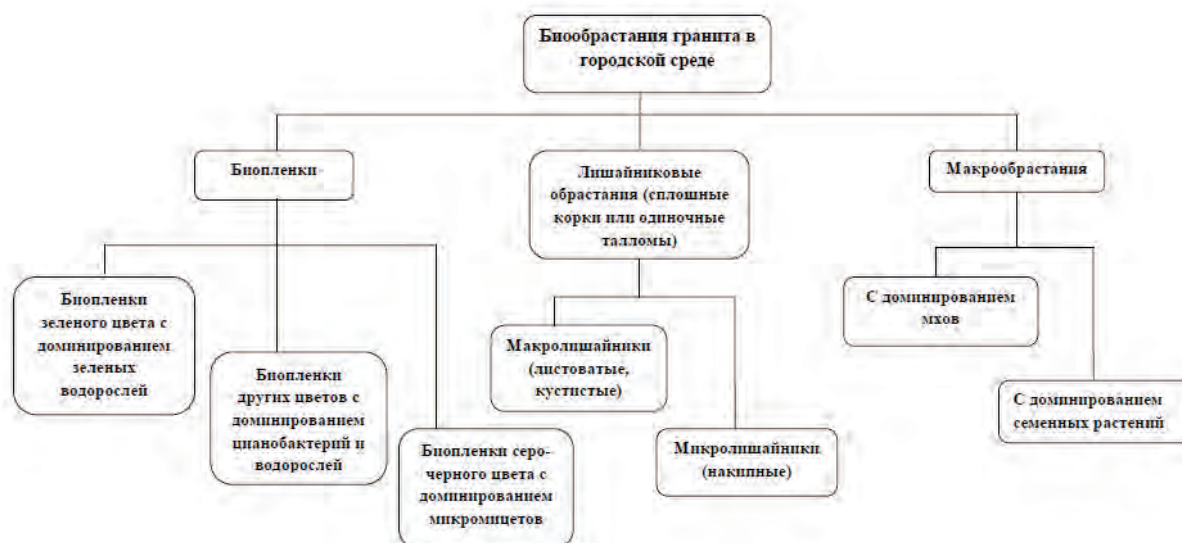 Биообрастания гранита в
городской среде
Биопленки
Лишайниковые
обрастания (сплошные
корки или одиночные
талломы)
Макрообрастания
Биопленки
зеленого цвета с
доминированием
зеленых
водорослей
Биопленки
других цветов с
доминированием
цианобактерий и
водорослей
Биопленки серо-
черного цвета с
доминированием
микромицетов
Макролишайники
(листоватые,
кустистые)
Микролишайники
(накипные)
С доминированием
мхов
С доминированием
семенных растений